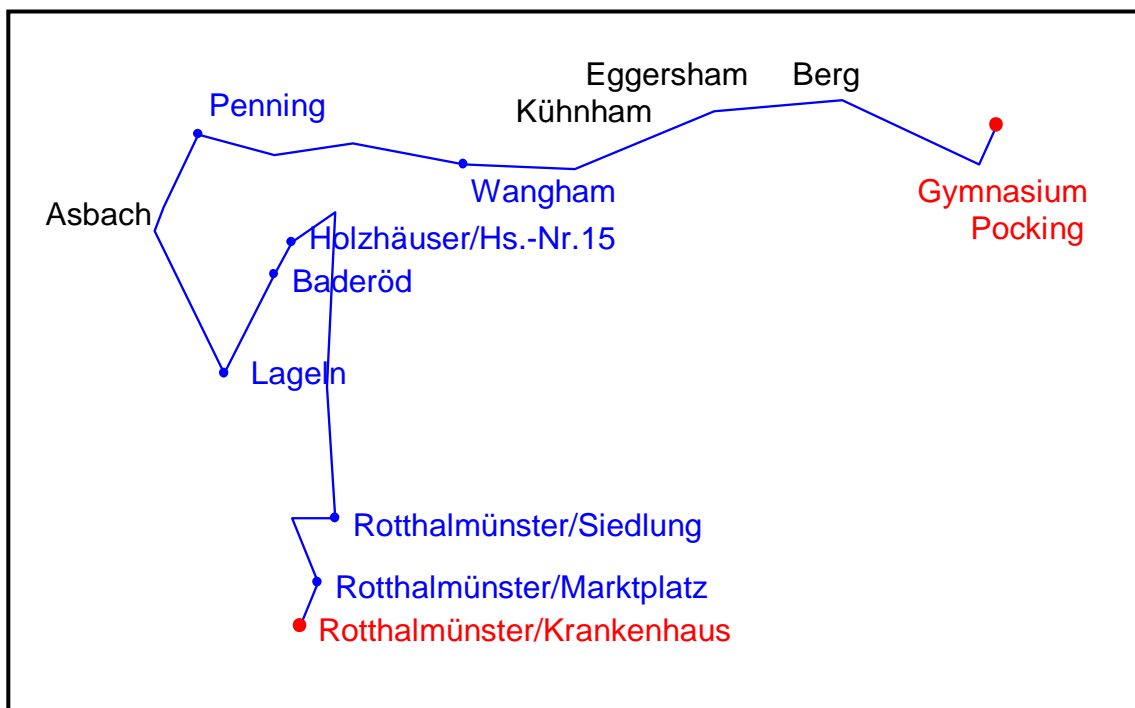 Eggersham
Berg
Penning
Kühnham
Wangham
Gymnasium
Pocking
Asbach
Holzhäuser/Hs.-Nr.15
Baderöd
Lageln
Rotthalmünster/Siedlung
Rotthalmünster/Marktplatz
Rotthalmünster/Krankenhaus